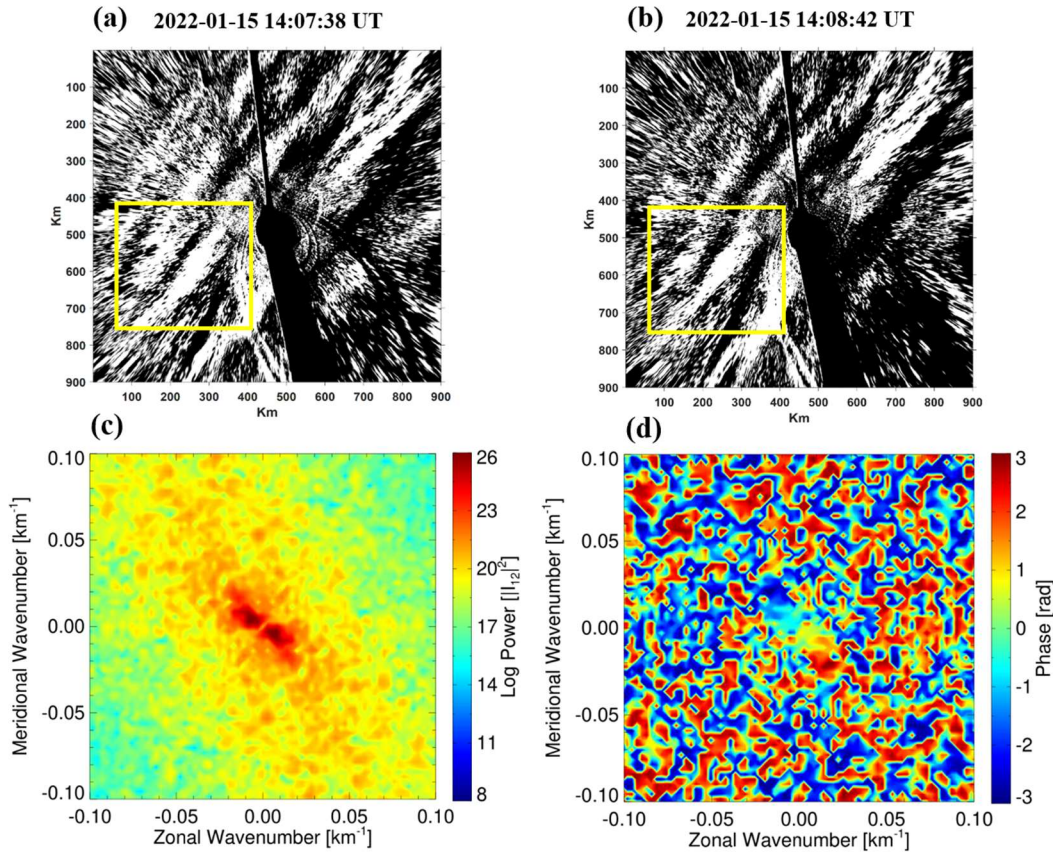 (a) 2022-01-15 14:07:38 UT
(b) 2022-01-15 14:08:42 UT
Km
100
200
300
400
500
600
700
800
900
100 200 300 400 500 600 700 800 900
Km
Km
100
200
300
400
500
600
700
800
900
100 200 300 400 500 600 700 800 900
Km
(c)
Meridional Wavenumber [km-1]
0.10
0.05
0.00
-0.05
-0.10
-0.10 -0.05 0.00 0.05 0.10
Zonal Wavenumber [km-1]
26
23
20
17
14
11
8
Log Power [|I12|2]
(d)
Meridional Wavenumber [km-1]
0.10
0.05
0.00
-0.05
-0.10
-0.10 -0.05 0.00 0.05 0.10
Zonal Wavenumber [km-1]
3
2
1
0
-1
-2
-3
Phase [rad]